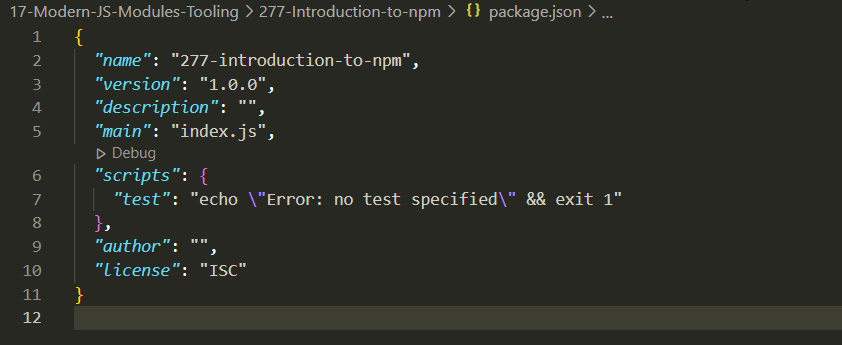 17-Modern-JS-Modules-Tooling > 277-Introduction-to-npm > {} package.json > ...
1 {
2 "name": "277-introduction-to-npm",
3 "version": "1.0.0",
4 "description": "",
5 "main": "index.js",
▷ Debug
6 "scripts": {
7 "test": "echo \"Error: no test specified\" && exit 1"
8 },
9 "author": "",
10 "license": "ISC"
11 }
12